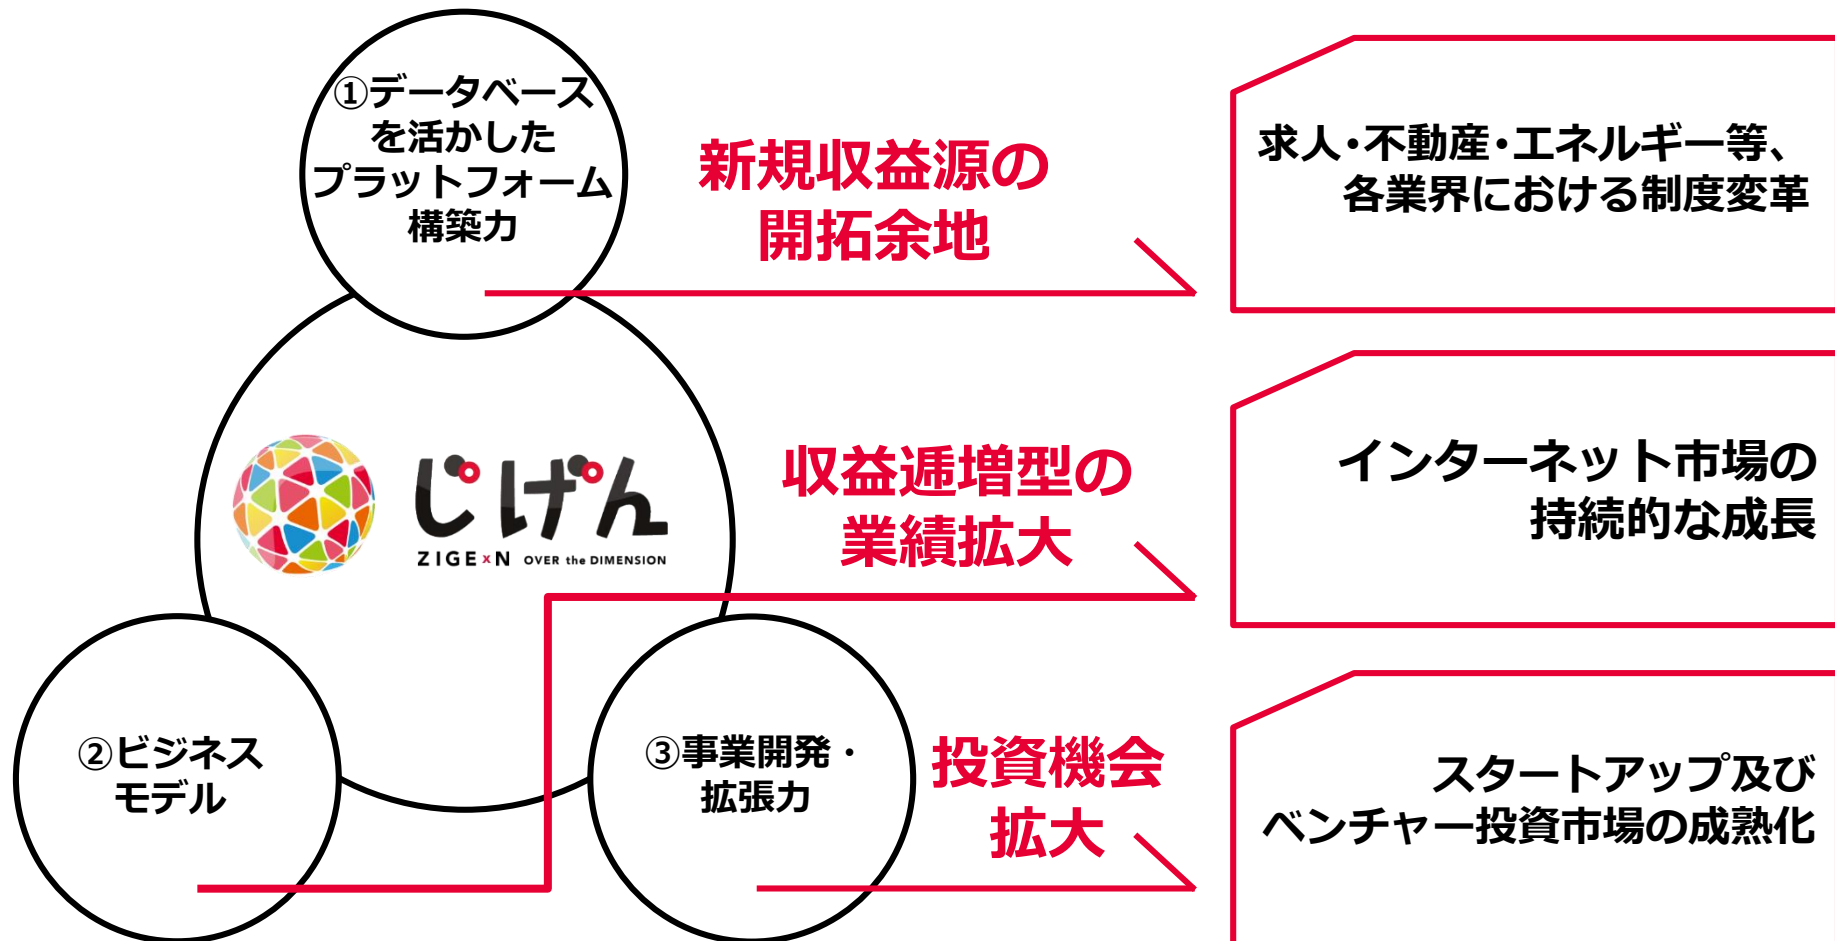 ①データベース
を活かした
プラットフォーム
構築力
新規収益源の
開拓余地
求人･不動産･エネルギー等、
各業界における制度変革
じげん
ZIGExN OVER the DIMENSION
収益逓増型の
業績拡大
インターネット市場の
持続的な成長
②ビジネス
モデル
③事業開発・
拡張力
投資機会
拡大
スタートアップ及び
ベンチャー投資市場の成熟化